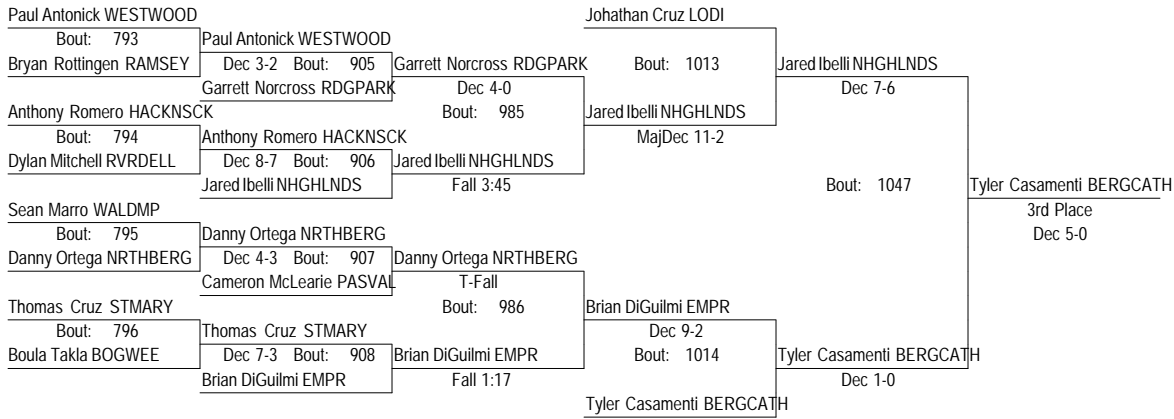 Paul Antonick WESTWOOD
Johathan Cruz LODI
Bout: 793
Paul Antonick WESTWOOD
Bryan Rottingen RAMSEY
Dec 3-2 Bout: 905
Garrett Norcross RDGPARK
Bout: 1013
Jared Ibelli NHGHLNDS
Garrett Norcross RDGPARK
Dec 4-0
Dec 7-6
Anthony Romero HACKNSCK
Bout: 985
Jared Ibelli NHGHLNDS
Bout: 794
Anthony Romero HACKNSCK
MajDec 11-2
Dylan Mitchell RVRDELL
Dec 8-7 Bout: 906
Jared Ibelli NHGHLNDS
Jared Ibelli NHGHLNDS
Fall 3:45
Bout: 1047
Tyler Casamenti BERGCATH
Sean Marro WALDMP
3rd Place
Bout: 795
Danny Ortega NRTHBERG
Dec 5-0
Danny Ortega NRTHBERG
Dec 4-3 Bout: 907
Danny Ortega NRTHBERG
Cameron McLearie PASVAL
T-Fall
Thomas Cruz STMARY
Bout: 986
Brian DiGuilmi EMPR
Bout: 796
Thomas Cruz STMARY
Dec 9-2
Boula Takla BOGWEE
Dec 7-3 Bout: 908
Brian DiGuilmi EMPR
Bout: 1014
Tyler Casamenti BERGCATH
Brian DiGuilmi EMPR
Fall 1:17
Dec 1-0
Tyler Casamenti BERGCATH